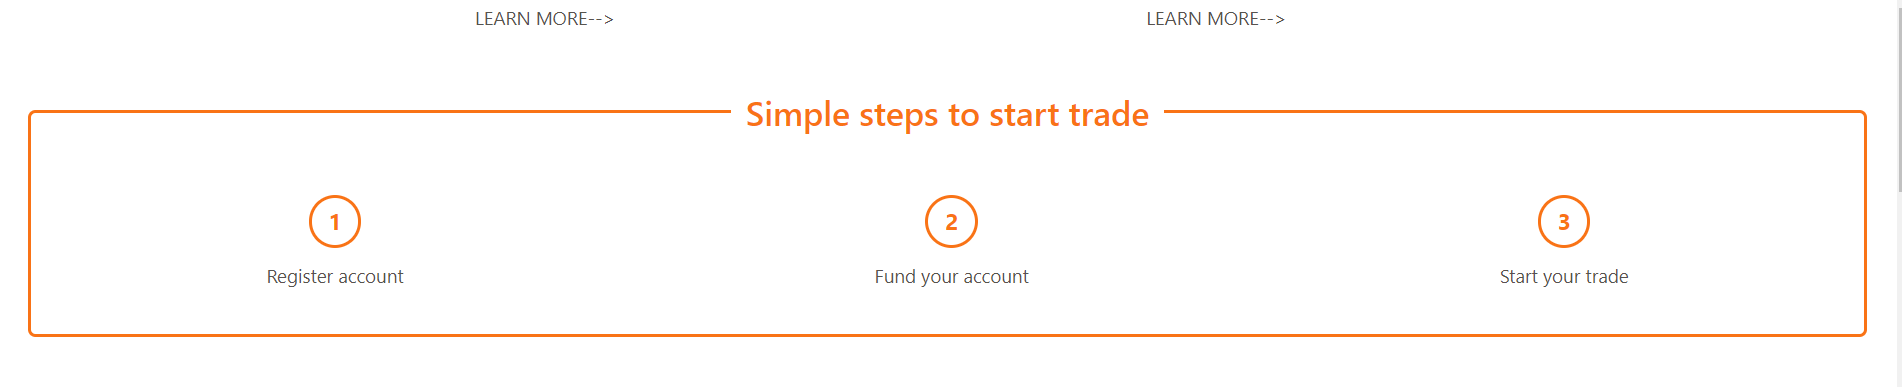 LEARN MORE--> LEARN MORE-->
Simple steps to start trade
1 2 3
Register account Fund your account Start your trade